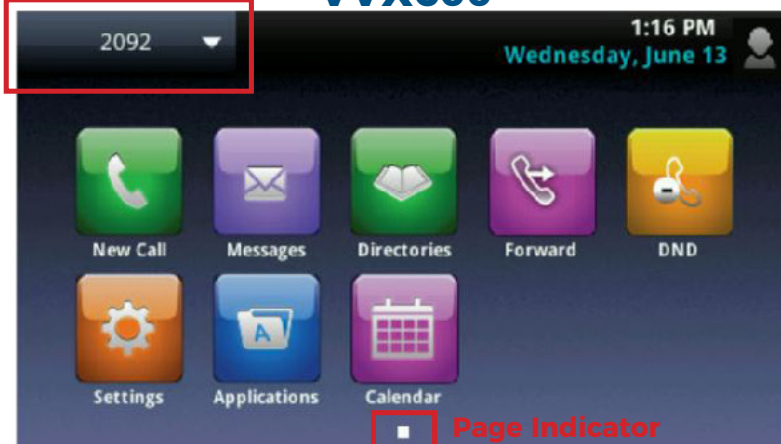 1:16 PM
2092
Wednesday, June 13
New Call Messages Directories Forward DND
A
Settings Applications Calendar
Page Indicator